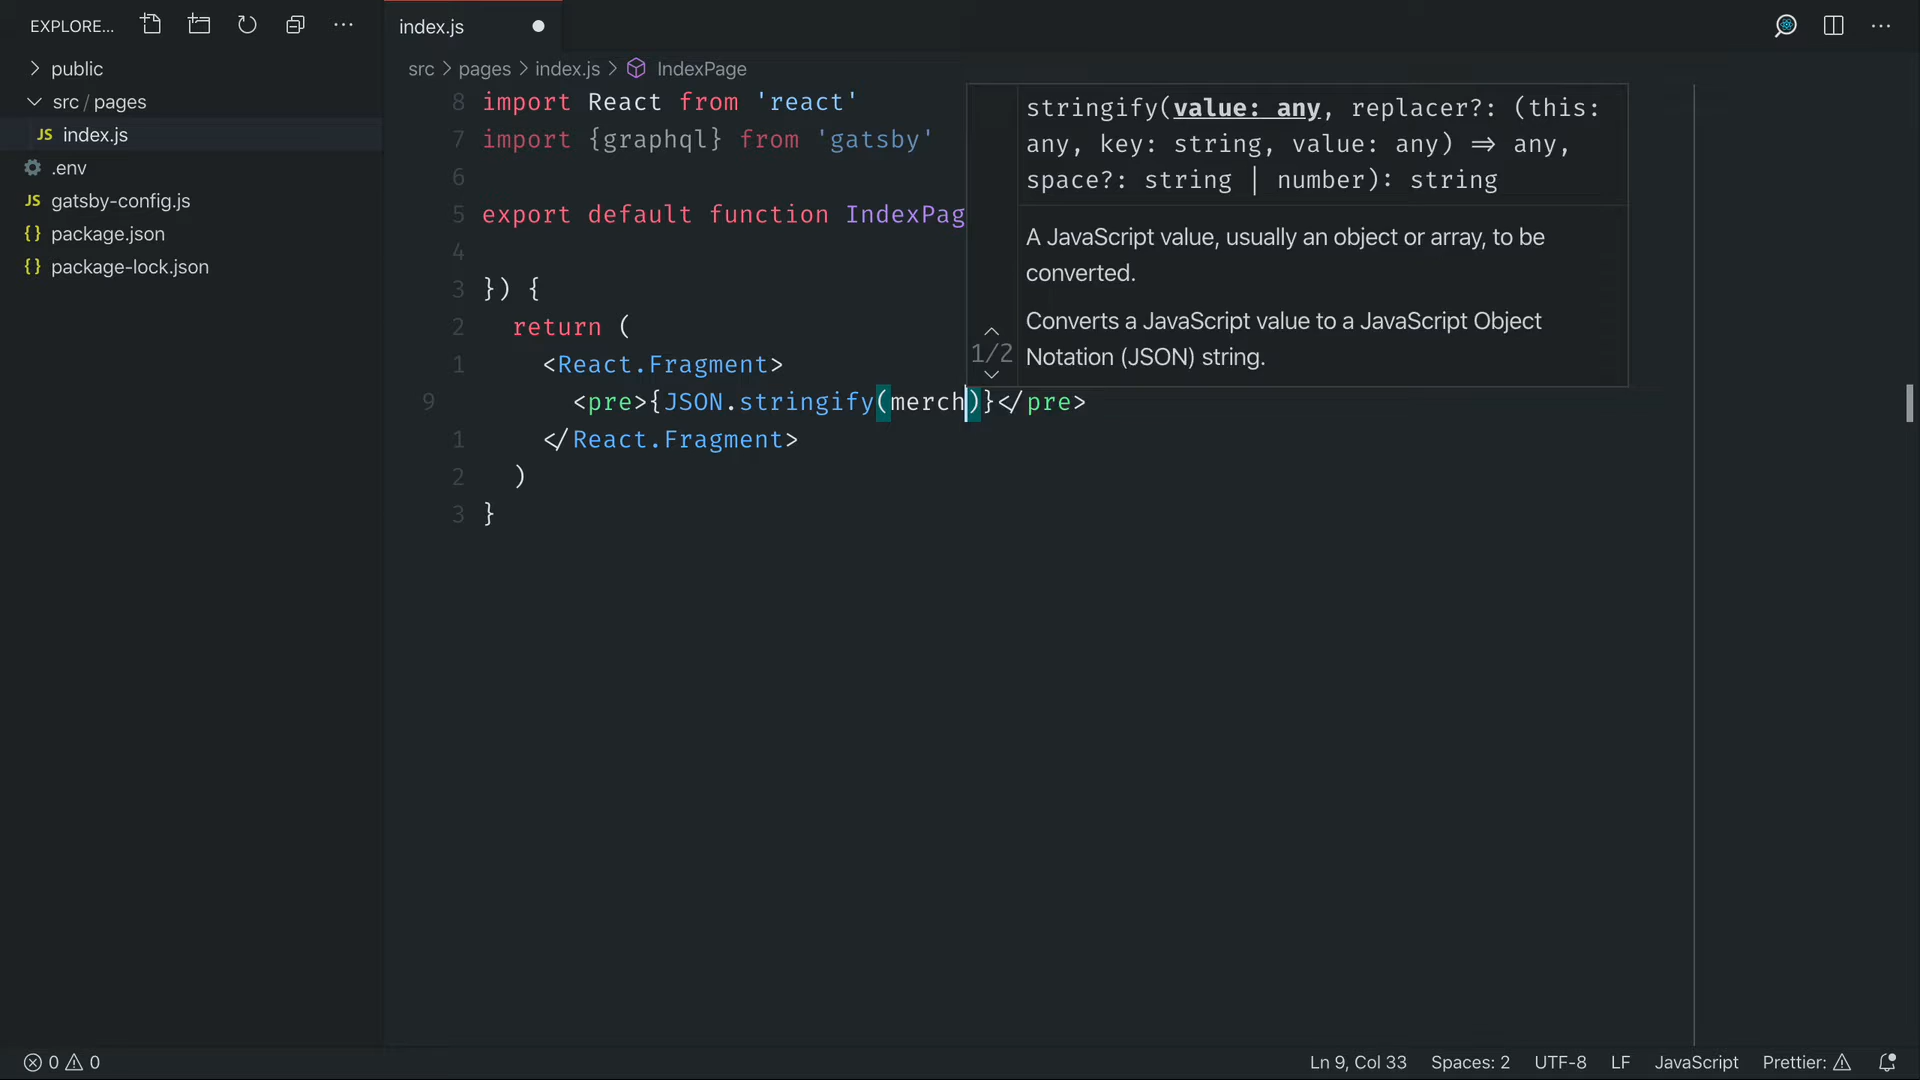 EXPLORE...
index.js
public
src / pages
JS index.js
.env
JS gatsby-config.js
{} package.json
{} package-lock.json
src > pages > index.js > IndexPage
8 import React from 'react'
7 import {graphql} from 'gatsby'
6
5 export default function IndexPag
4
3 }) {
2 return (
1 <React.Fragment>
9 <pre>{JSON.stringify(merch)}</pre>
1 </React.Fragment>
2 )
3 }
stringify(value: any, replacer?: (this:
any, key: string, value: any) => any,
space?: string | number): string
A JavaScript value, usually an object or array, to be
converted.
Converts a JavaScript value to a JavaScript Object
Notation (JSON) string.
1/2
0 0
Ln 9, Col 33 Spaces: 2 UTF-8 LF JavaScript Prettier: